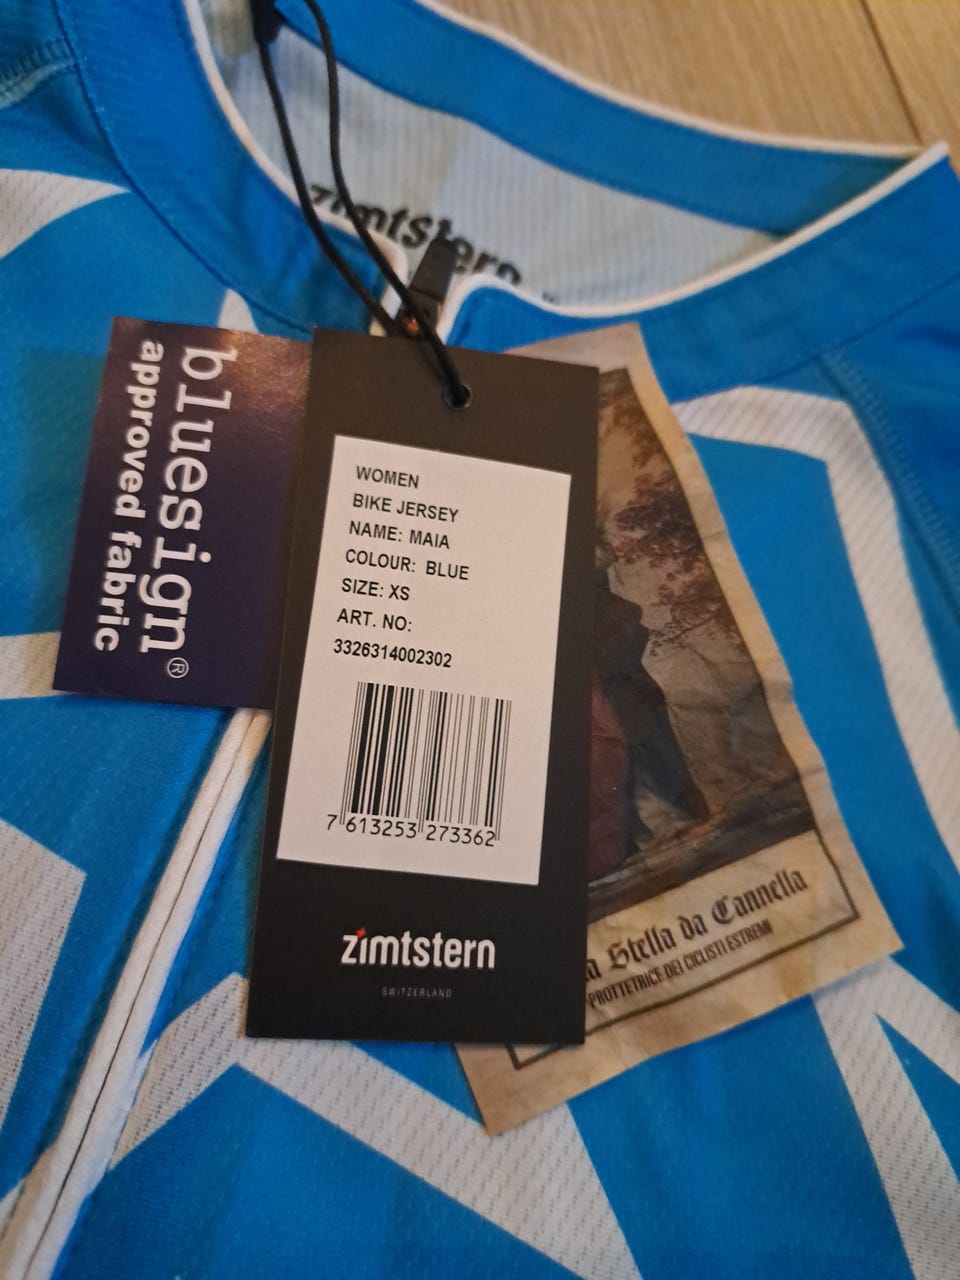 zimtstern
bluesign®
approved fabric
WOMEN
BIKE JERSEY
NAME: MAIA
COLOUR: BLUE
SIZE: XS
ART. NO:
3326314002302
7 613253 273362
zimtstern
SWITZERLAND
Stella da Cannella
PROTTETRICE DEI CICLISTI ESTREMI